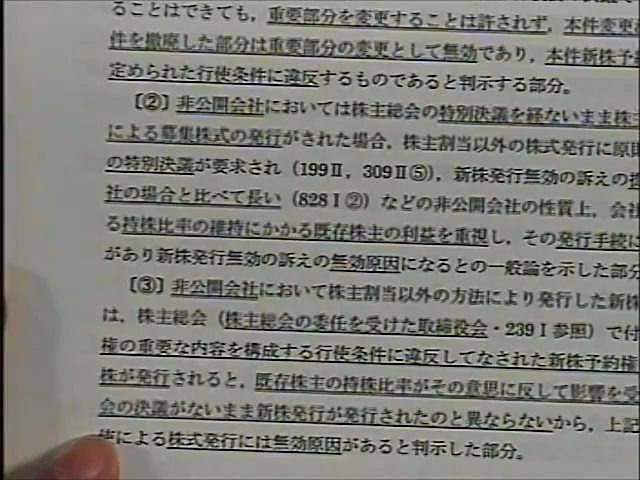 ることはできても，重要部分を変更することは許されず，本件変更
件を撤廃した部分は重要部分の変更として無効であり，本件新株予
定められた行使条件に違反するものであると判示する部分。
〔②〕非公開会社においては株主総会の特別決議を経ないまま株主
による募集株式の発行がされた場合，株主割当以外の株式発行に原則
の特別決議が要求され（199Ⅱ，309Ⅱ⑤），新株発行無効の訴えの提
社の場合と比べて長い（828Ⅰ②）などの非公開会社の性質上，会社
る持株比率の維持にかかる既存株主の利益を重視し，その発行手続に
があり新株発行無効の訴えの無効原因になるとの一般論を示した部分
〔③〕非公開会社において株主割当以外の方法により発行した新株
は，株主総会（株主総会の委任を受けた取締役会・239Ⅰ参照）で付
権の重要な内容を構成する行使条件に違反してなされた新株予約権
株が発行されると，既存株主の持株比率がその意思に反して影響を受
会の決議がないまま新株発行が発行されたのと異ならないから，上記
による株式発行には無効原因があると判示した部分。